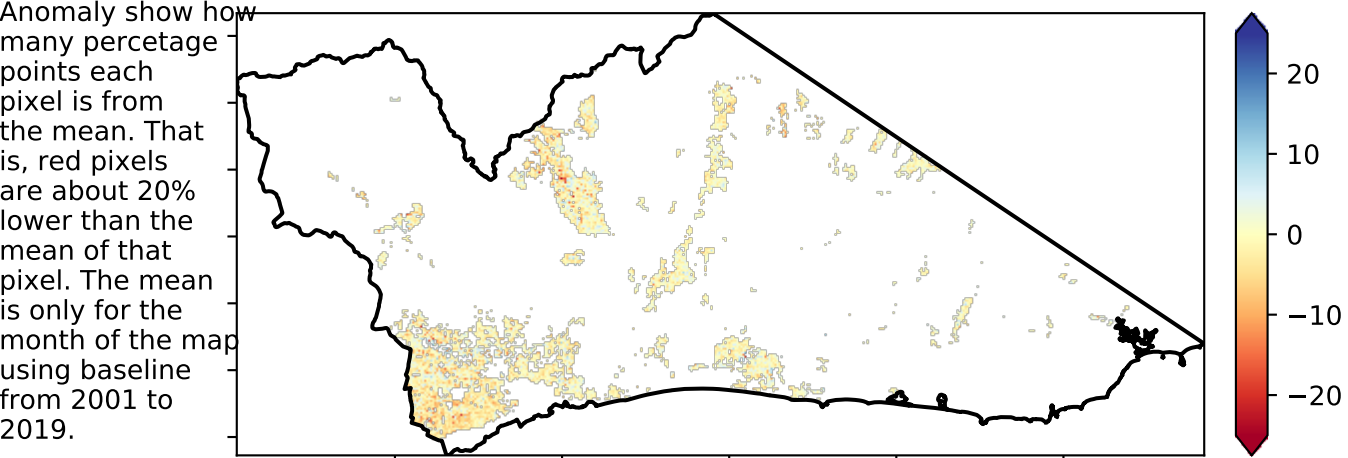 Anomaly show how
many percetage
points each
pixel is from
the mean. That
is, red pixels
are about 20%
lower than the
mean of that
pixel. The mean
is only for the
month of the map
using baseline
from 2001 to
2019.
20
10
0
−10
−20